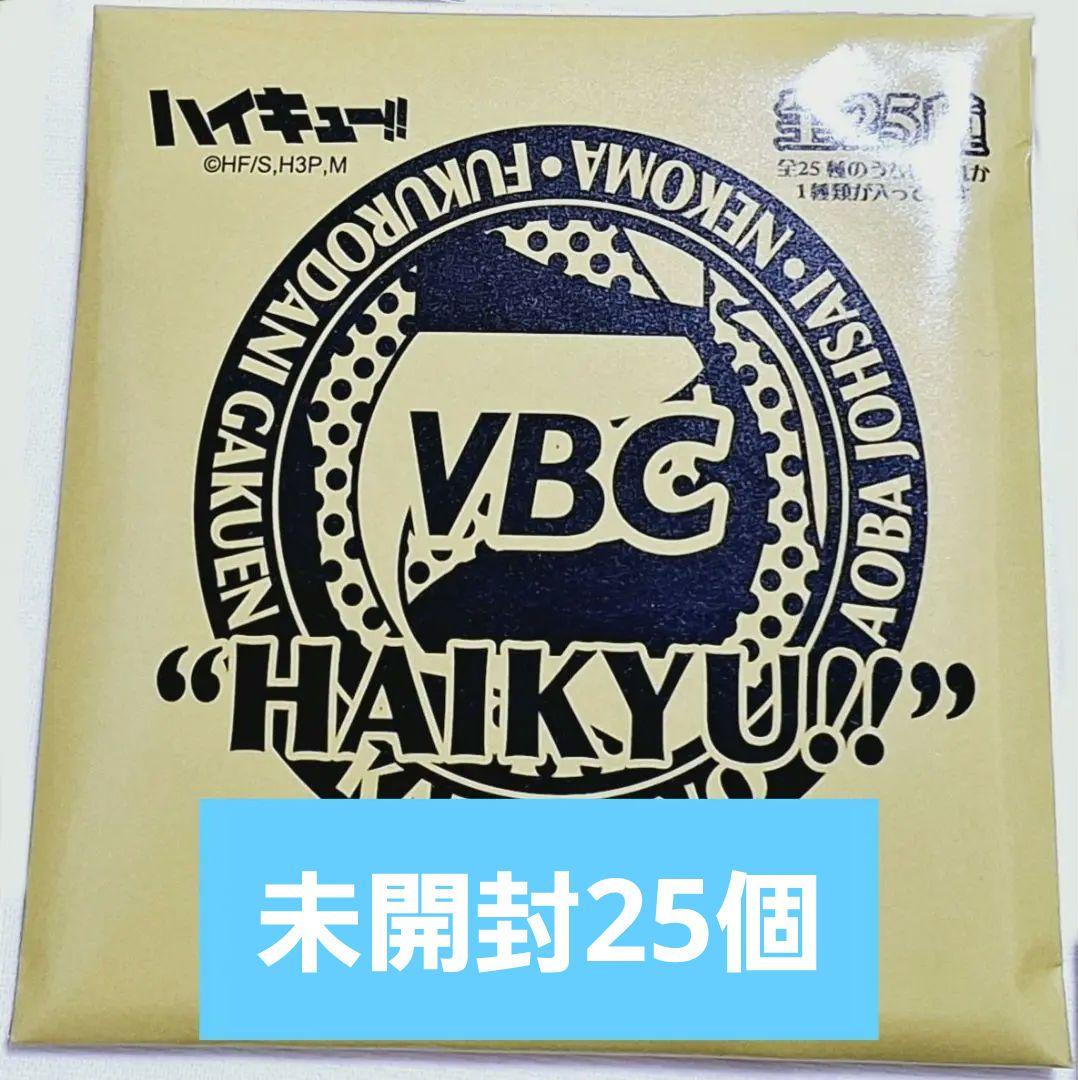 ハイキュー!!
©HF/S,H3P,M
全25種
全25種のうち
1種類が入って
FUKURODANI GAKUEN • NEKOMA • AOBA JOHSAI
VBC
“HAIKYU!!”
未開封25個